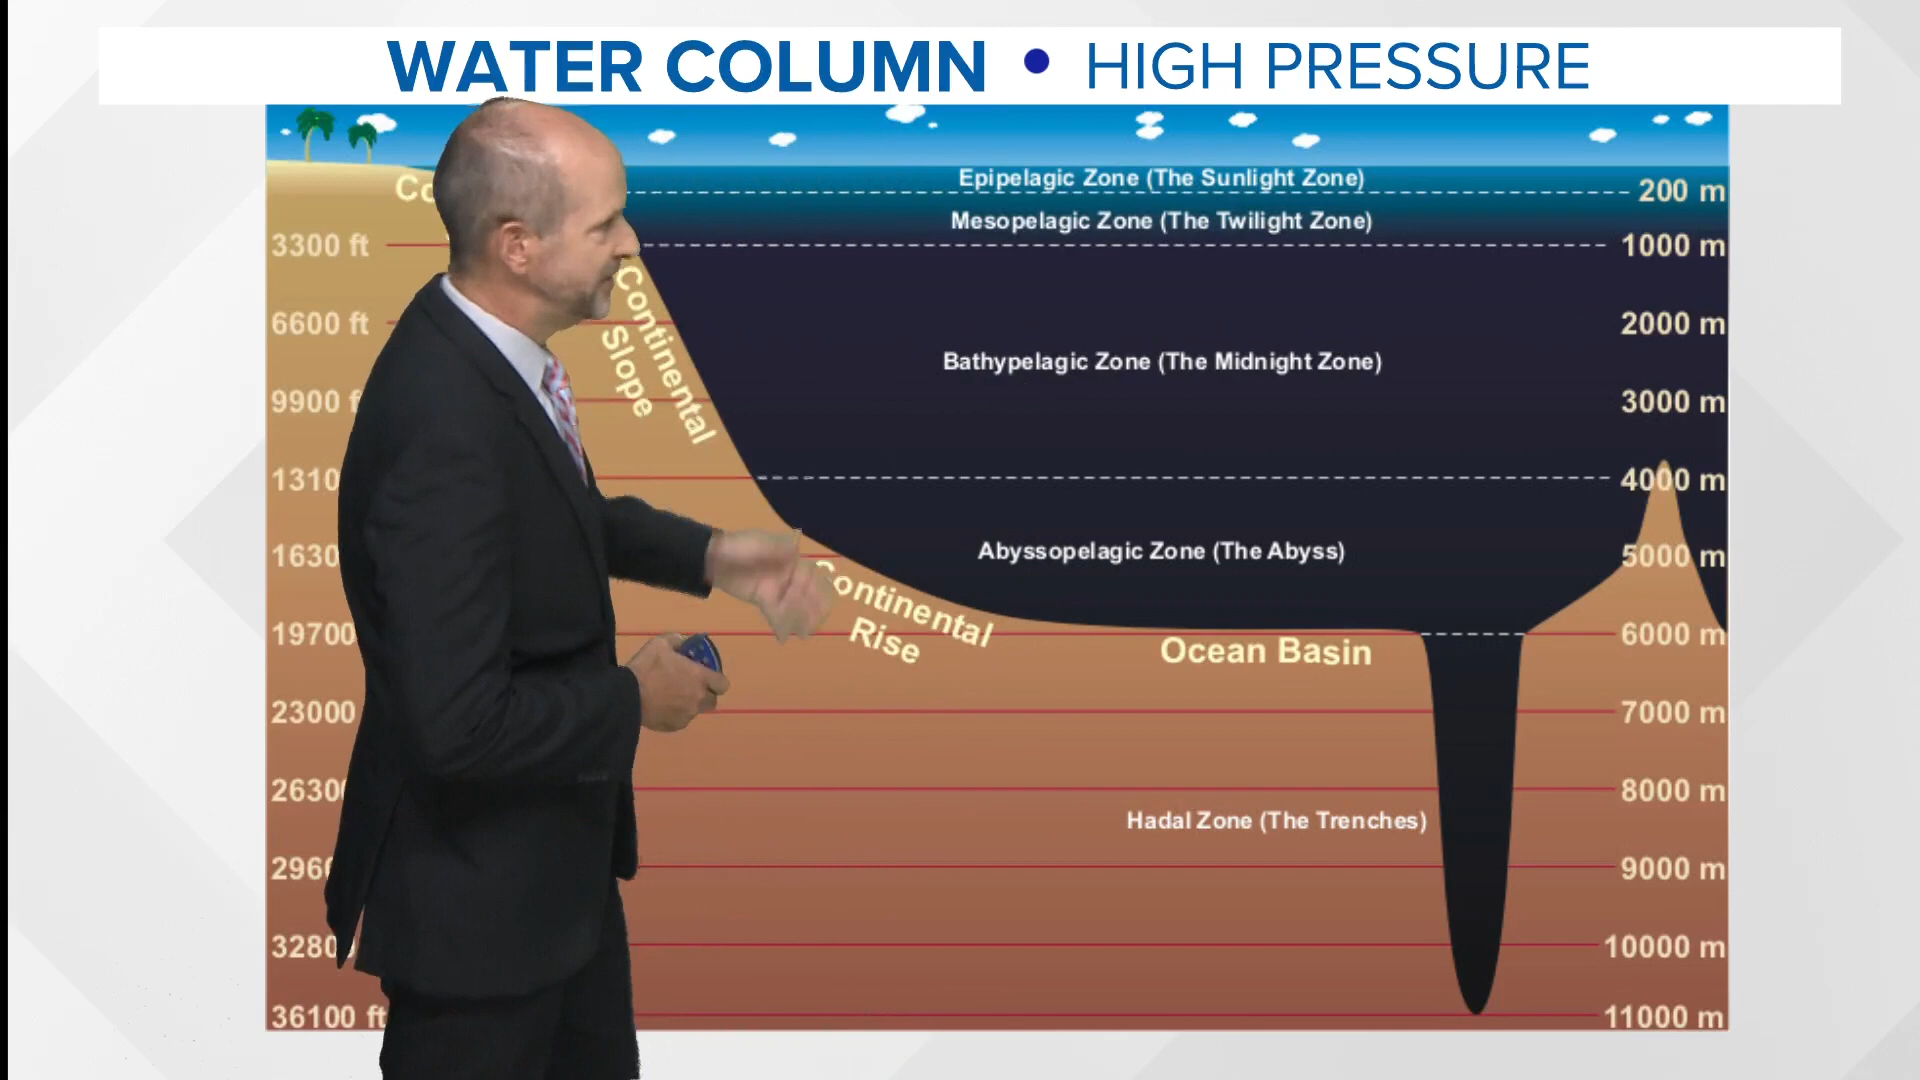 WATER COLUMN • HIGH PRESSURE
Epipelagic Zone (The Sunlight Zone)
200 m
Mesopelagic Zone (The Twilight Zone)
3300 ft
1000 m
Continental
Slope
6600 ft
2000 m
Bathypelagic Zone (The Midnight Zone)
9900
3000 m
4000 m
Abyssopelagic Zone (The Abyss)
5000 m
Continental
Rise
19700
Ocean Basin
6000 m
23000
7000 m
8000 m
Hadal Zone (The Trenches)
9000 m
10000 m
36100 ft
11000 m